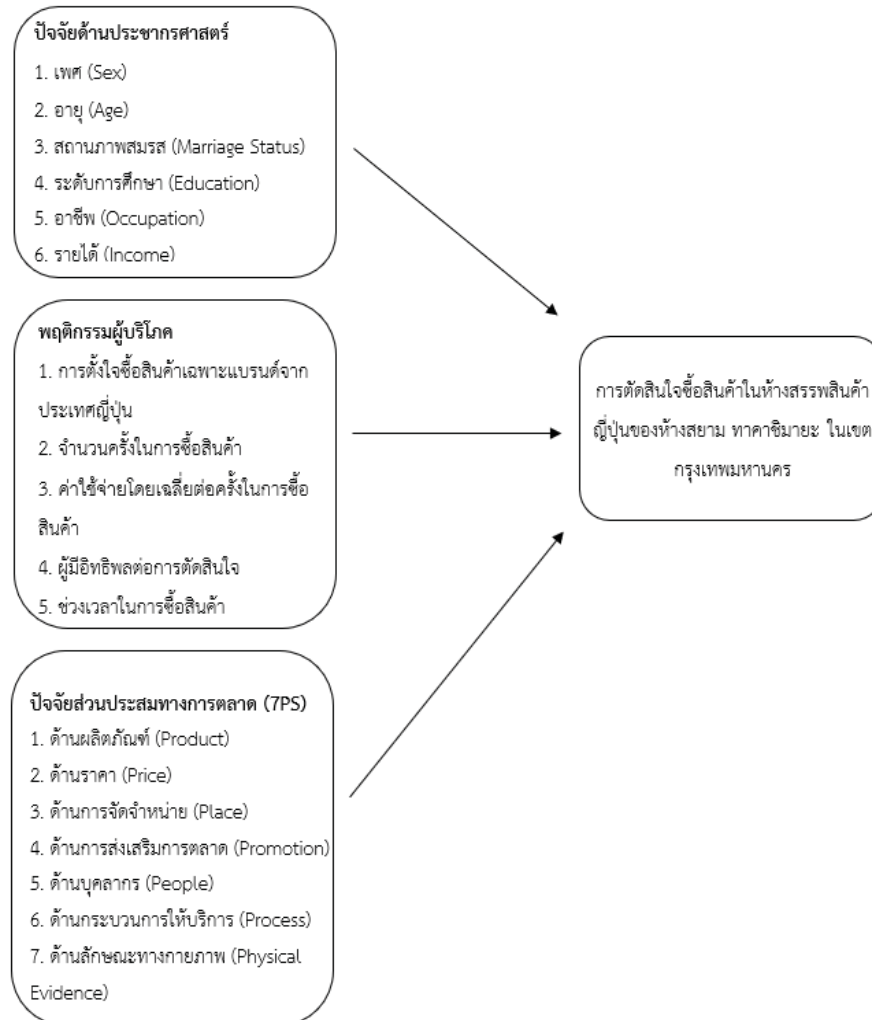 ปัจจัยด้านประชากรศาสตร์
1. เพศ (Sex)
2. อายุ (Age)
3. สถานภาพสมรส (Marriage Status)
4. ระดับการศึกษา (Education)
5. อาชีพ (Occupation)
6. รายได้ (Income)
พฤติกรรมผู้บริโภค
1. การตั้งใจซื้อสินค้าเฉพาะแบรนด์จาก
ประเทศญี่ปุ่น
2. จำนวนครั้งในการซื้อสินค้า
3. ค่าใช้จ่ายโดยเฉลี่ยต่อครั้งในการซื้อ
สินค้า
4. ผู้มีอิทธิพลต่อการตัดสินใจ
5. ช่วงเวลาในการซื้อสินค้า
ปัจจัยส่วนประสมทางการตลาด (7PS)
1. ด้านผลิตภัณฑ์ (Product)
2. ด้านราคา (Price)
3. ด้านการจัดจำหน่าย (Place)
4. ด้านการส่งเสริมการตลาด (Promotion)
5. ด้านบุคลากร (People)
6. ด้านกระบวนการให้บริการ (Process)
7. ด้านลักษณะทางกายภาพ (Physical
Evidence)
การตัดสินใจซื้อสินค้าในห้างสรรพสินค้า
ญี่ปุ่นของห้างสยาม ทาคาชิมายะ ในเขต
กรุงเทพมหานคร